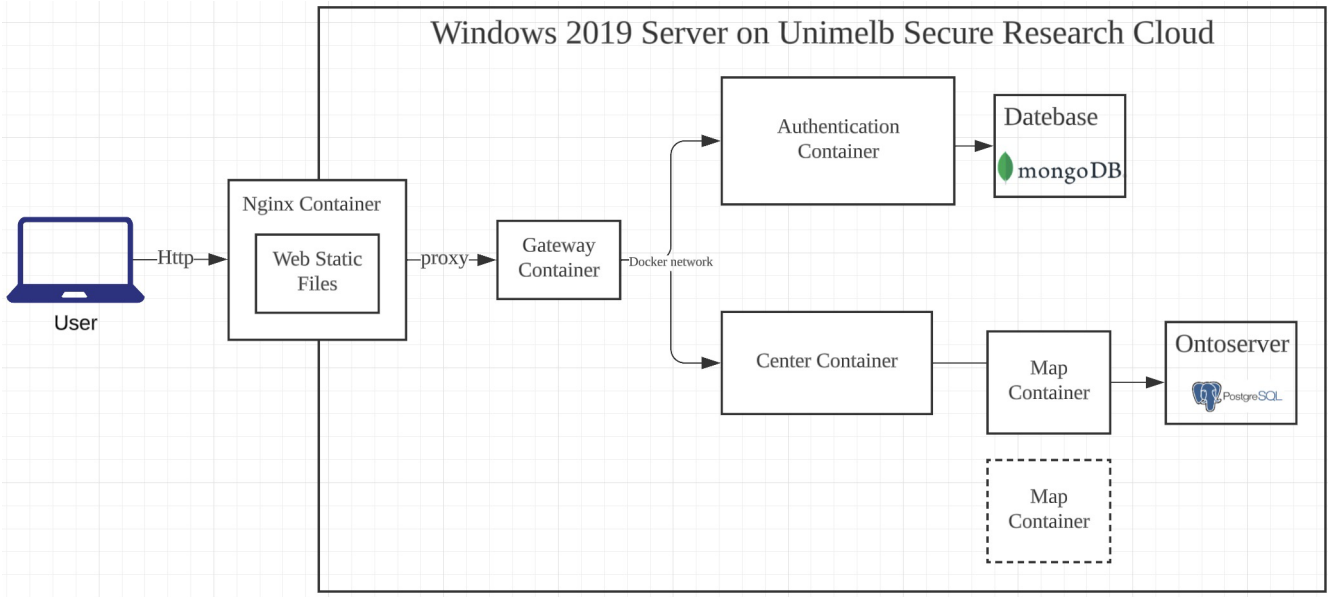 Windows 2019 Server on Unimelb Secure Research Cloud
Authentication
Container
Datebase
mongoDB
Nginx Container
Web Static
Files
Http
proxy
Gateway
Container
Docker network
User
Center Container
Map
Container
Ontoserver
PostgreSQL
Map
Container